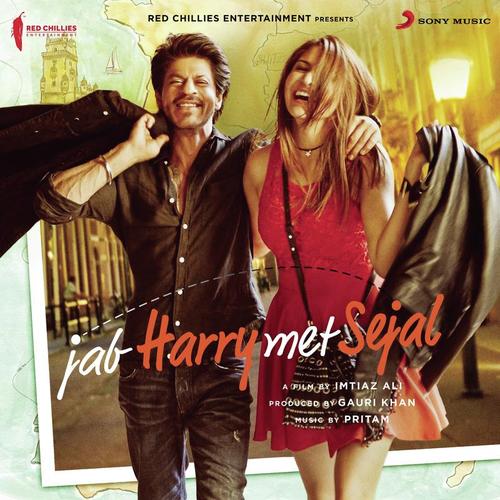 RED CHILLIES ENTERTAINMENT PRESENTS
RED CHILLIES
ENTERTAINMENT
SONY MUSIC
jab Harry met Sejal
A FILM BY IMTIAZ ALI
PRODUCED BY GAURI KHAN
MUSIC BY PRITAM